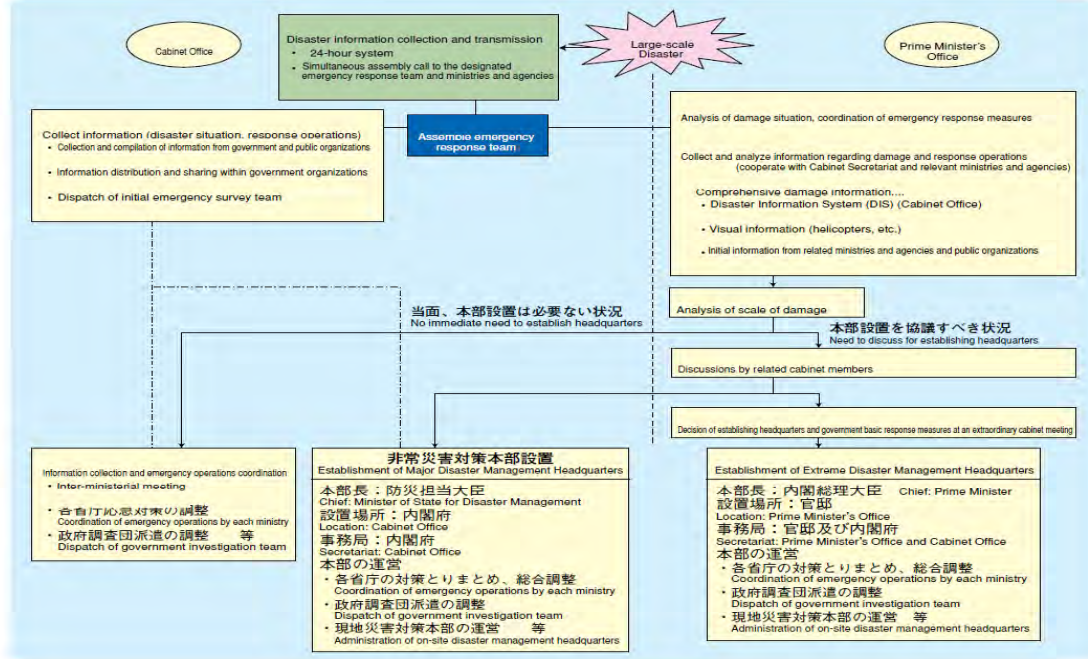 Cabinet Office
Disaster information collection and transmission
• 24-hour system
• Simultaneous assembly call to the designated
emergency response team and ministries and agencies
Large-scale
Disaster
Prime Minister's
Office
Collect information (disaster situation, response operations)
• Collection and compilation of information from government and public organizations
• Information distribution and sharing within government organizations
• Dispatch of initial emergency survey team
Assemble emergency
response team
Analysis of damage situation, coordination of emergency response measures
Collect and analyze information regarding damage and response operations
(cooperate with Cabinet Secretariat and relevant ministries and agencies)
Comprehensive damage information....
• Disaster Information System (DIS) (Cabinet Office)
• Visual information (helicopters, etc.)
• Initial information from related ministries and agencies and public organizations
Analysis of scale of damage
当面、本部設置は必要ない状況
No immediate need to establish headquarters
本部設置を協議すべき状況
Need to discuss for establishing headquarters
Discussions by related cabinet members
Decision of establishing headquarters and government basic response measures at an extraordinary cabinet meeting
Information collection and emergency operations coordination
• Inter-ministerial meeting
・各省庁応急対策の調整
Coordination of emergency operations by each ministry
・政府調査団派遣の調整 等
Dispatch of government investigation team
非常災害対策本部設置
Establishment of Major Disaster Management Headquarters
本部長：防災担当大臣
Chief: Minister of State for Disaster Management
設置場所：内閣府
Location: Cabinet Office
事務局：内閣府
Secretariat: Cabinet Office
本部の運営
・各省庁の対策とりまとめ、総合調整
Coordination of emergency operations by each ministry
・政府調査団派遣の調整
Dispatch of government investigation team
・現地災害対策本部の運営 等
Administration of on-site disaster management headquarters
Establishment of Extreme Disaster Management Headquarters
本部長：内閣総理大臣 Chief: Prime Minister
設置場所：官邸
Location: Prime Minister's Office
事務局：官邸及び内閣府
Secretariat: Prime Minister's Office and Cabinet Office
本部の運営
・各省庁の対策とりまとめ、総合調整
Coordination of emergency operations by each ministry
・政府調査団派遣の調整
Dispatch of government investigation team
・現地災害対策本部の運営 等
Administration of on-site disaster management headquarters